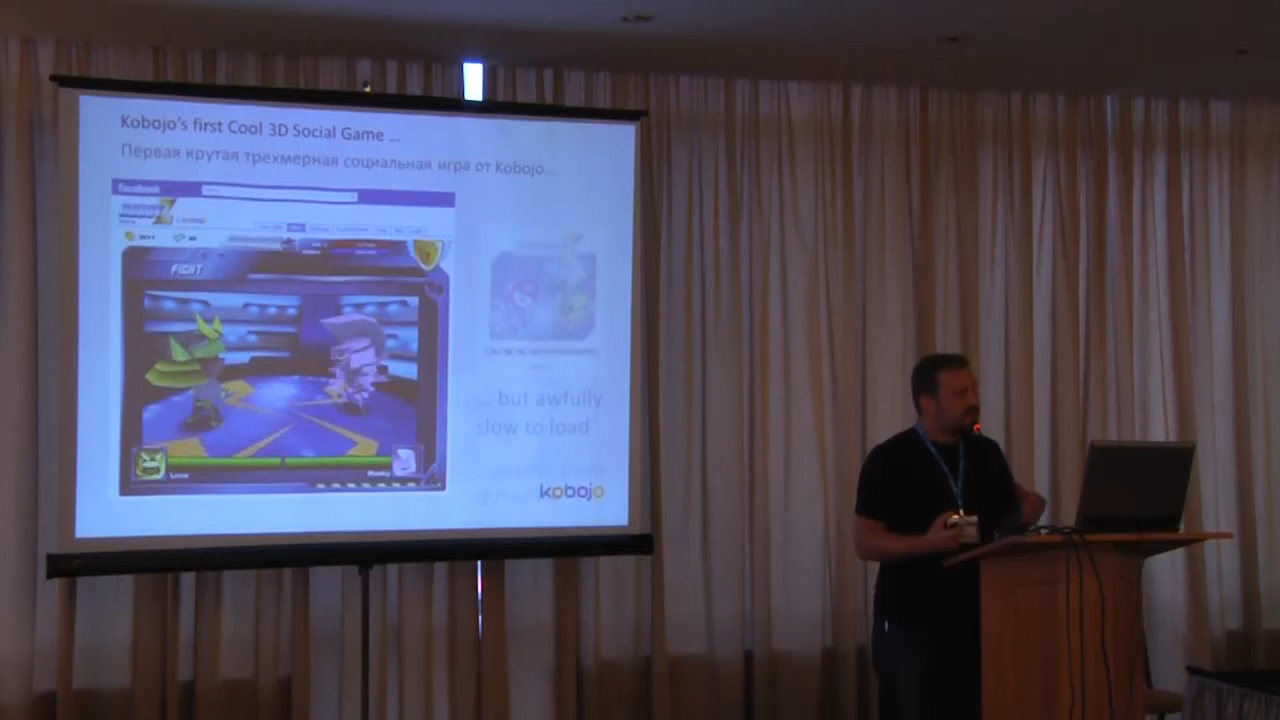 Kobojo's first Cool 3D Social Game ...
Первая крутая трехмерная социальная игра от Kobojo...
facebook
FIGHT
... but awfully
slow to load
kobojo